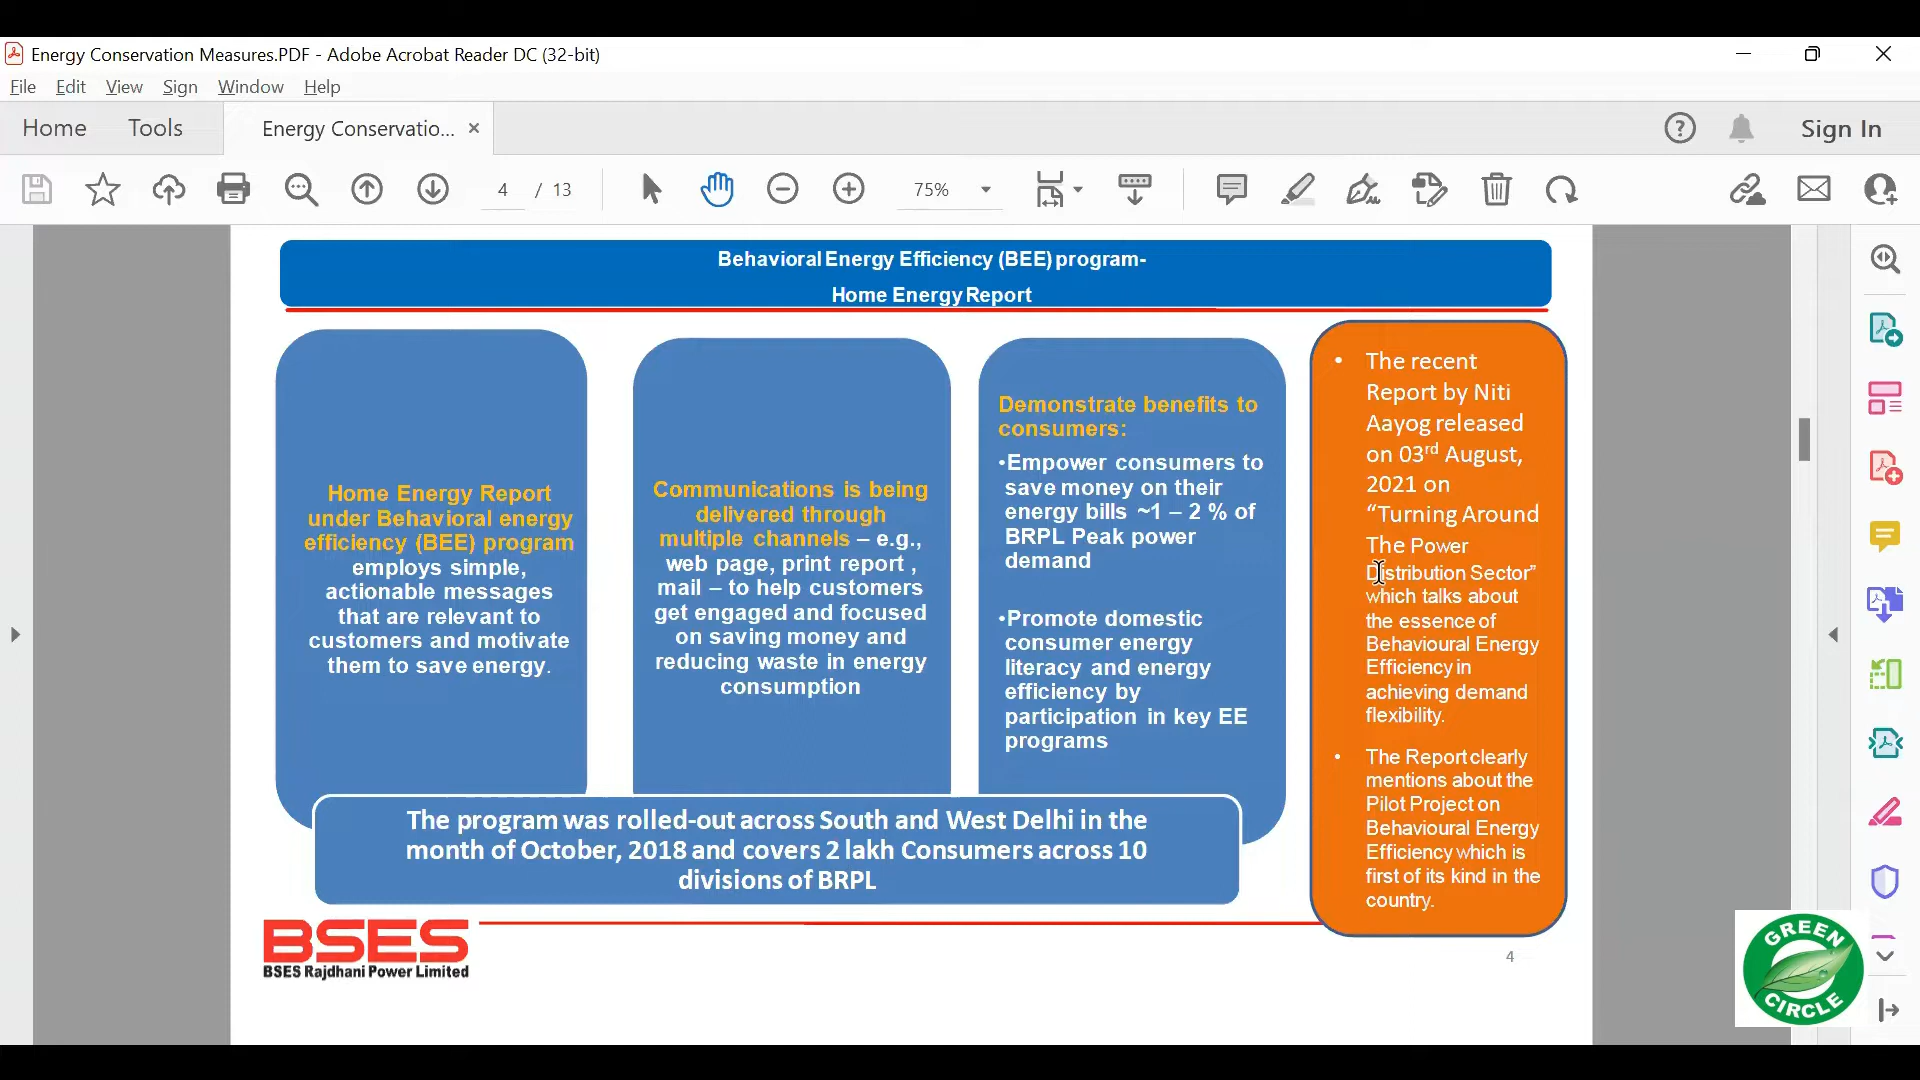 Energy Conservation Measures.PDF - Adobe Acrobat Reader DC (32-bit)
File Edit View Sign Window Help
Home Tools Energy Conservatio... × Sign In
4 / 13 75%
Behavioral Energy Efficiency (BEE) program-
Home Energy Report
Home Energy Report
under Behavioral energy
efficiency (BEE) program
employs simple,
actionable messages
that are relevant to
customers and motivate
them to save energy.
Communications is being
delivered through
multiple channels – e.g.,
web page, print report ,
mail – to help customers
get engaged and focused
on saving money and
reducing waste in energy
consumption
Demonstrate benefits to
consumers:
•Empower consumers to
save money on their
energy bills ~1 – 2 % of
BRPL Peak power
demand
•Promote domestic
consumer energy
literacy and energy
efficiency by
participation in key EE
programs
• The recent
Report by Niti
Aayog released
on 03rd August,
2021 on
“Turning Around
The Power
Distribution Sector”
which talks about
the essence of
Behavioural Energy
Efficiency in
achieving demand
flexibility.
• The Report clearly
mentions about the
Pilot Project on
Behavioural Energy
Efficiency which is
first of its kind in the
country.
The program was rolled-out across South and West Delhi in the
month of October, 2018 and covers 2 lakh Consumers across 10
divisions of BRPL
BSES
BSES Rajdhani Power Limited
4
GREEN
CIRCLE